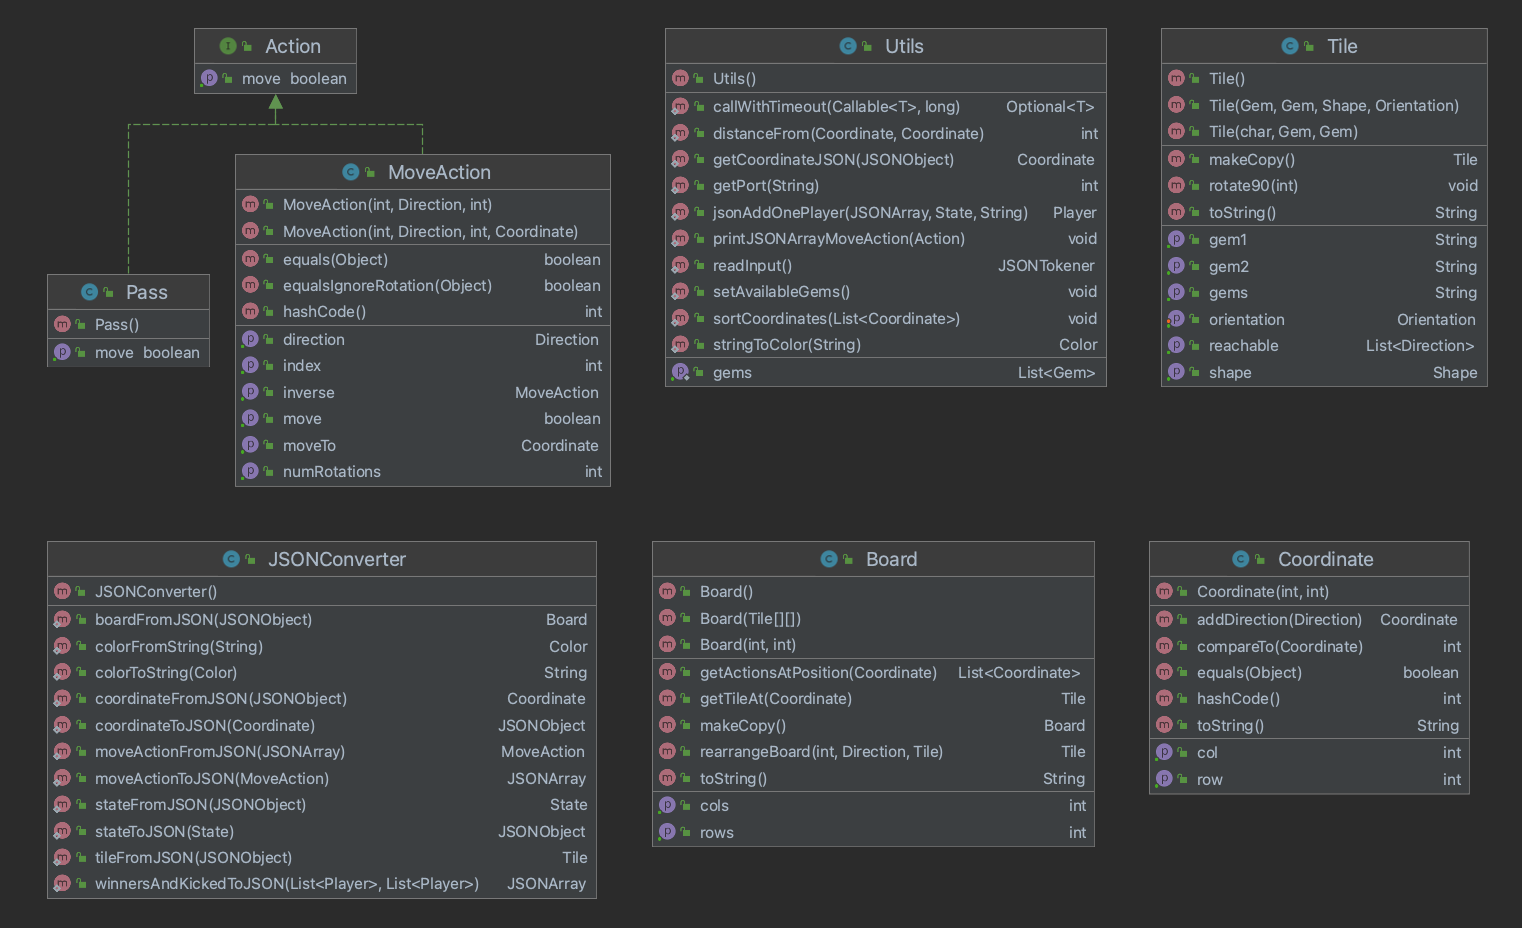 Action
move boolean
MoveAction
MoveAction(int, Direction, int)
MoveAction(int, Direction, int, Coordinate)
equals(Object) boolean
equalsIgnoreRotation(Object) boolean
hashCode() int
direction Direction
index int
inverse MoveAction
move boolean
moveTo Coordinate
numRotations int
Pass
Pass()
move boolean
Utils
Utils()
callWithTimeout(Callable<T>, long) Optional<T>
distanceFrom(Coordinate, Coordinate) int
getCoordinateJSON(JSONObject) Coordinate
getPort(String) int
jsonAddOnePlayer(JSONArray, State, String) Player
printJSONArrayMoveAction(Action) void
readInput() JSONTokener
setAvailableGems() void
sortCoordinates(List<Coordinate>) void
stringToColor(String) Color
gems List<Gem>
Tile
Tile()
Tile(Gem, Gem, Shape, Orientation)
Tile(char, Gem, Gem)
makeCopy() Tile
rotate90(int) void
toString() String
gem1 String
gem2 String
gems String
orientation Orientation
reachable List<Direction>
shape Shape
JSONConverter
JSONConverter()
boardFromJSON(JSONObject) Board
colorFromString(String) Color
colorToString(Color) String
coordinateFromJSON(JSONObject) Coordinate
coordinateToJSON(Coordinate) JSONObject
moveActionFromJSON(JSONArray) MoveAction
moveActionToJSON(MoveAction) JSONArray
stateFromJSON(JSONObject) State
stateToJSON(State) JSONObject
tileFromJSON(JSONObject) Tile
winnersAndKickedToJSON(List<Player>, List<Player>) JSONArray
Board
Board()
Board(Tile[][])
Board(int, int)
getActionsAtPosition(Coordinate) List<Coordinate>
getTileAt(Coordinate) Tile
makeCopy() Board
rearrangeBoard(int, Direction, Tile) Tile
toString() String
cols int
rows int
Coordinate
Coordinate(int, int)
addDirection(Direction) Coordinate
compareTo(Coordinate) int
equals(Object) boolean
hashCode() int
toString() String
col int
row int